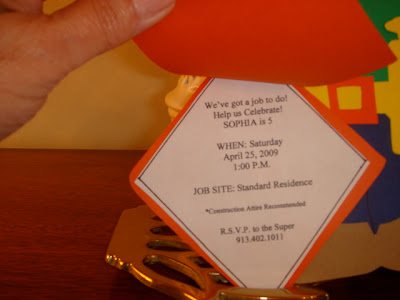 We've got a job to do!
Help us Celebrate!
SOPHIA is 5
WHEN: Saturday
April 25, 2009
1:00 P.M.
JOB SITE: Standard Residence
*Construction Attire Recommended
R.S.V.P. to the Super
913.402.1011